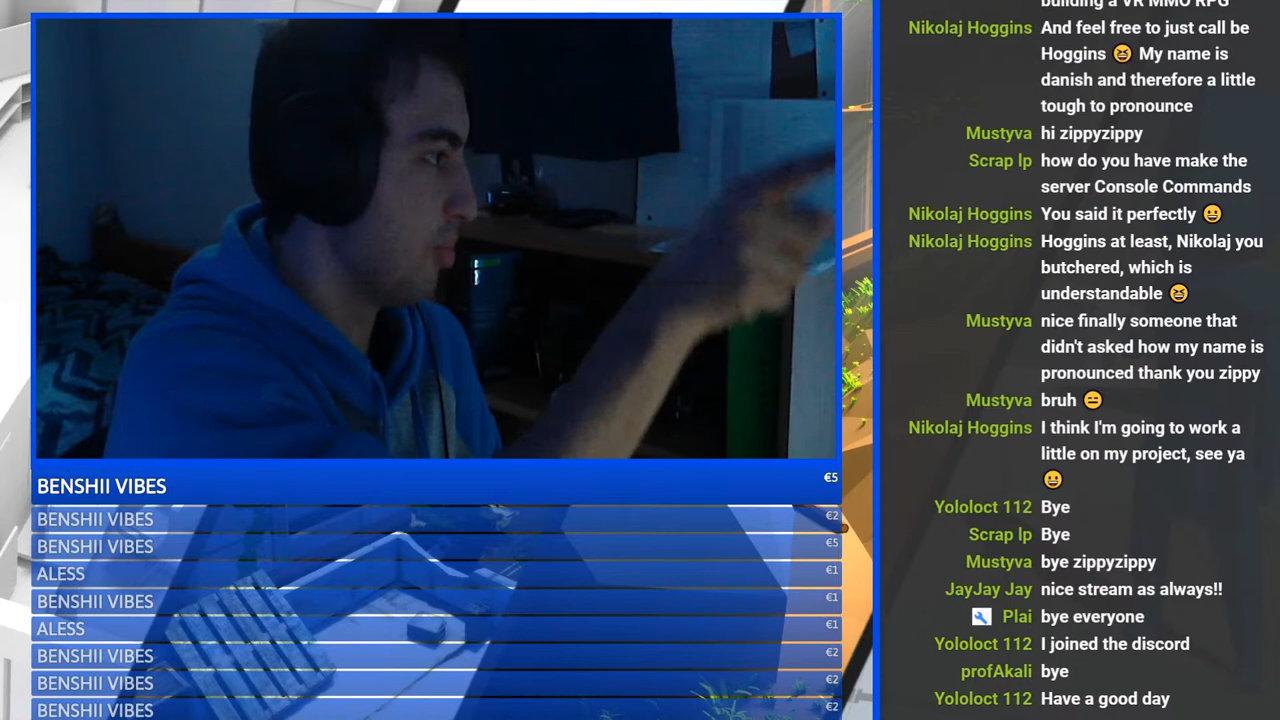 BENSHII VIBES €5
BENSHII VIBES €2
BENSHII VIBES €5
ALESS €1
BENSHII VIBES €1
ALESS €1
BENSHII VIBES €2
BENSHII VIBES €2
BENSHII VIBES €2
building a VR MMO RPG
Nikolaj Hoggins And feel free to just call be
Hoggins 😆 My name is
danish and therefore a little
tough to pronounce
Mustyva hi zippyzippy
Scrap lp how do you have make the
server Console Commands
Nikolaj Hoggins You said it perfectly 😀
Nikolaj Hoggins Hoggins at least, Nikolaj you
butchered, which is
understandable 😆
Mustyva nice finally someone that
didn't asked how my name is
pronounced thank you zippy
Mustyva bruh 😑
Nikolaj Hoggins I think I'm going to work a
little on my project, see ya
😀
Yololoct 112 Bye
Scrap lp Bye
Mustyva bye zippyzippy
JayJay Jay nice stream as always!!
Plai bye everyone
Yololoct 112 I joined the discord
profAkali bye
Yololoct 112 Have a good day